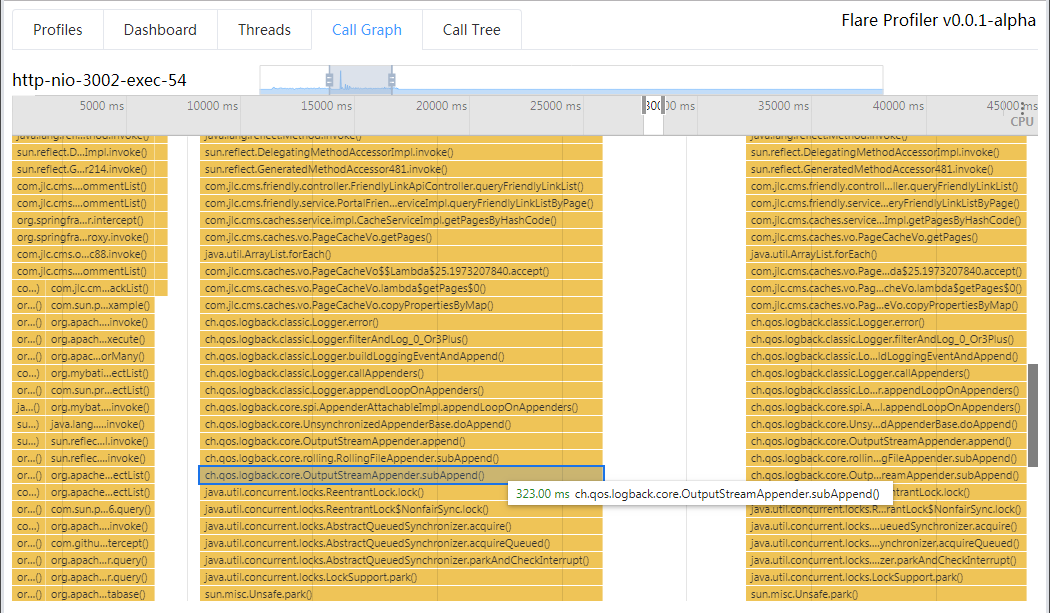 Profiles Dashboard Threads Call Graph Call Tree Flare Profiler v0.0.1-alpha
http-nio-3002-exec-54
5000 ms 10000 ms 15000 ms 20000 ms 25000 ms 30000 ms 35000 ms 40000 ms 45000 ms
CPU
java.lang.reflect.Method.invoke() java.lang.reflect.Method.invoke()
sun.reflect.D...Impl.invoke() sun.reflect.DelegatingMethodAccessorImpl.invoke() sun.reflect.DelegatingMethodAccessorImpl.invoke()
sun.reflect.G...r214.invoke() sun.reflect.GeneratedMethodAccessor481.invoke() sun.reflect.GeneratedMethodAccessor481.invoke()
com.jlc.cms....ommentList() com.jlc.cms.friendly.controller.FriendlyLinkApiController.queryFriendlyLinkList() com.jlc.cms.friendly.controll...ller.queryFriendlyLinkList()
com.jlc.cms....ommentList() com.jlc.cms.friendly.service.PortalFrien...erviceImpl.queryFriendlyLinkListByPage() com.jlc.cms.friendly.service...eryFriendlyLinkListByPage()
org.springfra...r.intercept() com.jlc.cms.caches.service.impl.CacheServiceImpl.getPagesByHashCode() com.jlc.cms.caches.service...Impl.getPagesByHashCode()
org.springfra...roxy.invoke() com.jlc.cms.caches.vo.PageCacheVo.getPages() com.jlc.cms.caches.vo.PageCacheVo.getPages()
com.jlc.cms.o...c88.invoke() java.util.ArrayList.forEach() java.util.ArrayList.forEach()
com.jlc.cms....ommentList() com.jlc.cms.caches.vo.PageCacheVo$$Lambda$25.1973207840.accept() com.jlc.cms.caches.vo.Page...da$25.1973207840.accept()
co...) com.jlc.cm...ackList() com.jlc.cms.caches.vo.PageCacheVo.lambda$getPages$0() com.jlc.cms.caches.vo.Pag...cheVo.lambda$getPages$0()
or...() com.sun.p...xample() com.jlc.cms.caches.vo.PageCacheVo.copyPropertiesByMap() com.jlc.cms.caches.vo.Pag...eVo.copyPropertiesByMap()
or...() org.apach....invoke() ch.qos.logback.classic.Logger.error() ch.qos.logback.classic.Logger.error()
or...() org.apach...xecute() ch.qos.logback.classic.Logger.filterAndLog_0_Or3Plus() ch.qos.logback.classic.Logger.filterAndLog_0_Or3Plus()
or...() org.apac...orMany() ch.qos.logback.classic.Logger.buildLoggingEventAndAppend() ch.qos.logback.classic.Lo...ldLoggingEventAndAppend()
co...) org.mybati...ectList() ch.qos.logback.classic.Logger.callAppenders() ch.qos.logback.classic.Logger.callAppenders()
or...() com.sun.pr...ectList() ch.qos.logback.classic.Logger.appendLoopOnAppenders() ch.qos.logback.classic.Lo...r.appendLoopOnAppenders()
ja...() org.mybat....invoke() ch.qos.logback.core.spi.AppenderAttachableImpl.appendLoopOnAppenders() ch.qos.logback.core.spi.A...l.appendLoopOnAppenders()
su...) java.lang.....invoke() ch.qos.logback.core.UnsynchronizedAppenderBase.doAppend() ch.qos.logback.core.Unsy...dAppenderBase.doAppend()
su...) sun.reflec...l.invoke() ch.qos.logback.core.OutputStreamAppender.append() ch.qos.logback.core.OutputStreamAppender.append()
or...() sun.reflec....invoke() ch.qos.logback.core.rolling.RollingFileAppender.subAppend() ch.qos.logback.core.rollin...gFileAppender.subAppend()
or...() org.apache...ectList() ch.qos.logback.core.OutputStreamAppender.subAppend() ch.qos.logback.core.Outp...reamAppender.subAppend()
co...) org.apache...ectList() java.util.concurrent.locks.ReentrantLock.lock() 323.00 ms ch.qos.logback.core.OutputStreamAppender.subAppend() ntrantLock.lock()
or...() com.sun.p...6.query() java.util.concurrent.locks.ReentrantLock$NonfairSync.lock() java.util.concurrent.locks.R...rantLock$NonfairSync.lock()
co...) org.apach....invoke() java.util.concurrent.locks.AbstractQueuedSynchronizer.acquire() java.util.concurrent.locks....ueuedSynchronizer.acquire()
or...() com.githu...tercept() java.util.concurrent.locks.AbstractQueuedSynchronizer.acquireQueued() java.util.concurrent.locks....ynchronizer.acquireQueued()
or...() org.apach...r.query() java.util.concurrent.locks.AbstractQueuedSynchronizer.parkAndCheckInterrupt() java.util.concurrent.locks....zer.parkAndCheckInterrupt()
or...() org.apach...r.query() java.util.concurrent.locks.LockSupport.park() java.util.concurrent.locks.LockSupport.park()
or...() org.apach...tabase() sun.misc.Unsafe.park() sun.misc.Unsafe.park()